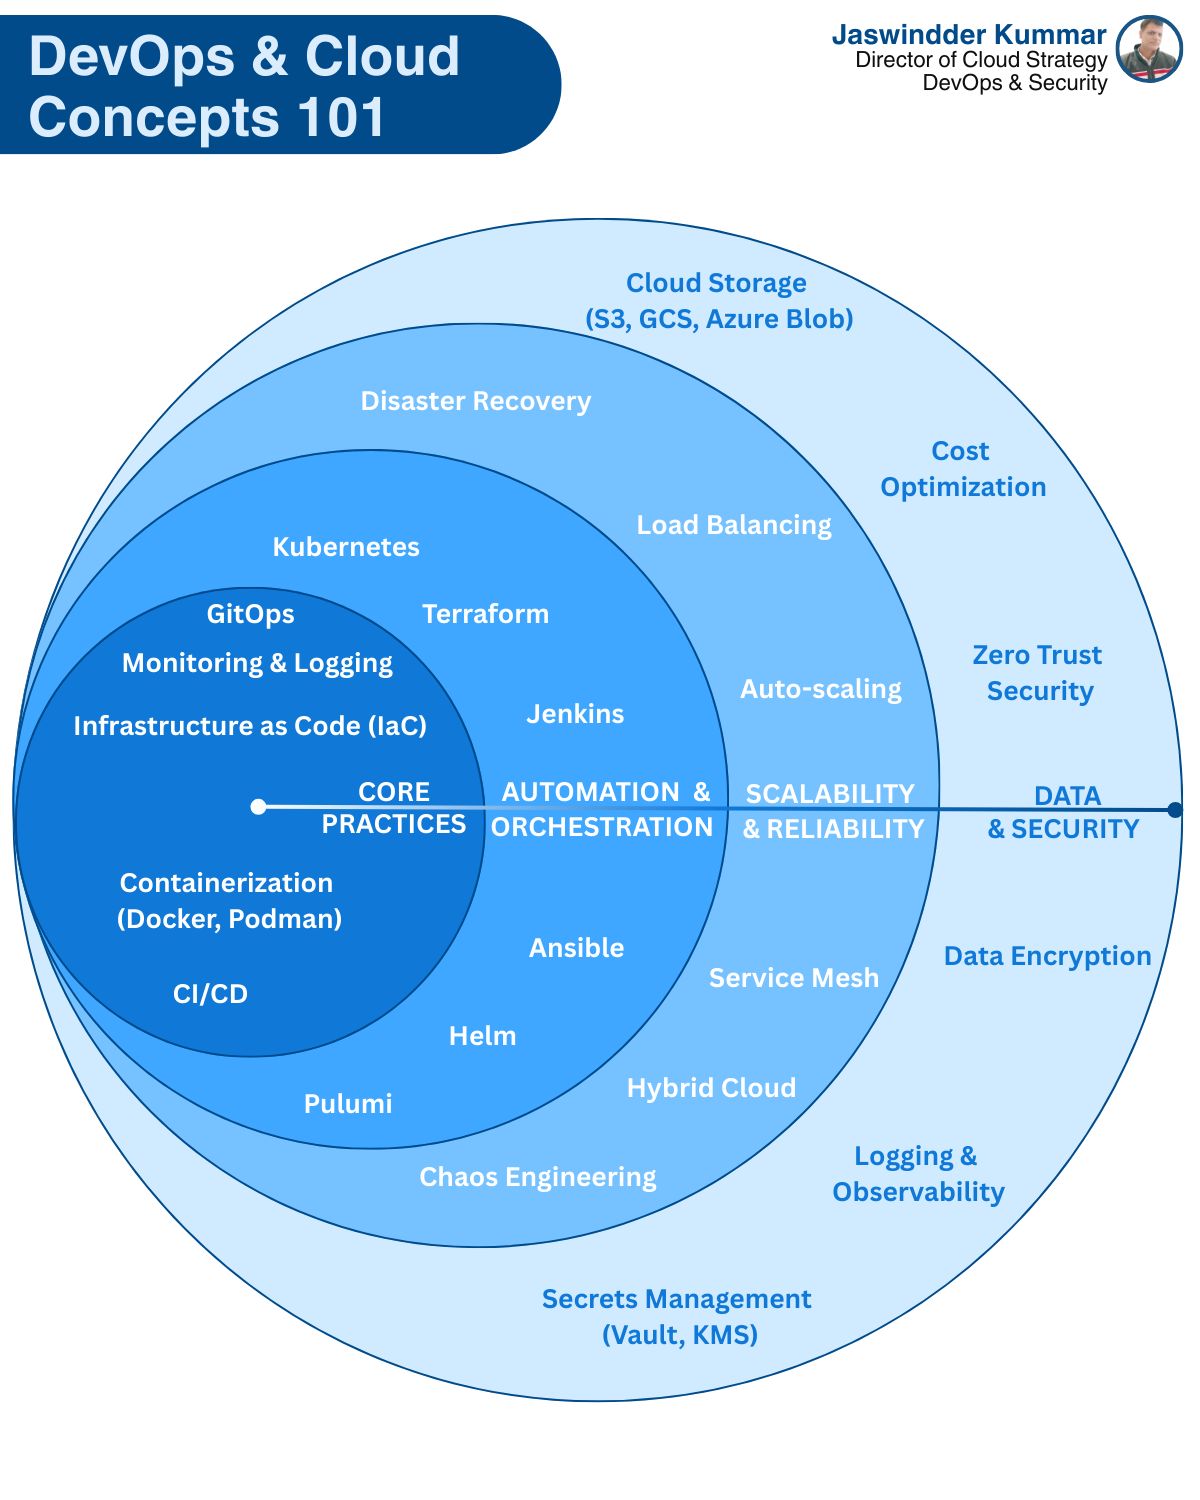 DevOps & Cloud
Concepts 101
Jaswindder Kummar
Director of Cloud Strategy
DevOps & Security
Cloud Storage
(S3, GCS, Azure Blob)
Disaster Recovery
Cost
Optimization
Load Balancing
Kubernetes
GitOps
Terraform
Monitoring & Logging
Zero Trust
Security
Auto-scaling
Jenkins
Infrastructure as Code (IaC)
CORE
PRACTICES
AUTOMATION &
ORCHESTRATION
SCALABILITY
& RELIABILITY
DATA
& SECURITY
Containerization
(Docker, Podman)
Ansible
Data Encryption
Service Mesh
CI/CD
Helm
Hybrid Cloud
Pulumi
Logging &
Observability
Chaos Engineering
Secrets Management
(Vault, KMS)